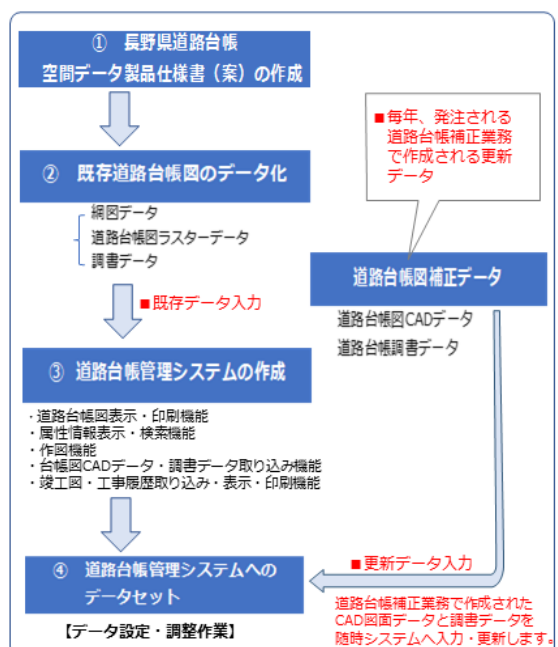 ① 長野県道路台帳
空間データ製品仕様書（案）の作成
② 既存道路台帳図のデータ化
網図データ
道路台帳図ラスターデータ
調書データ
■既存データ入力
③ 道路台帳管理システムの作成
・道路台帳図表示・印刷機能
・属性情報表示・検索機能
・作図機能
・台帳図CADデータ・調書データ取り込み機能
・竣工図・工事履歴取り込み・表示・印刷機能
④ 道路台帳管理システムへの
データセット
【データ設定・調整作業】
■毎年、発注される
道路台帳補正業務
で作成される更新
データ
道路台帳図補正データ
道路台帳図CADデータ
道路台帳調書データ
■更新データ入力
道路台帳補正業務で作成された
CAD図面データと調書データを
随時システムへ入力・更新します。